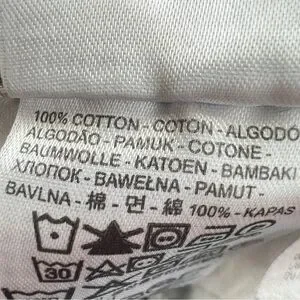 100% COTTON - COTON - ALGODO
ALGODÃO - PAMUK - COTONE -
BAUMWOLLE - KATOEN - BAMBAKI
ХЛОПОК - BAWEŁNA - PAMUT -
BAVLNA - 棉 - 면 - 綿 100% - KAPAS
30